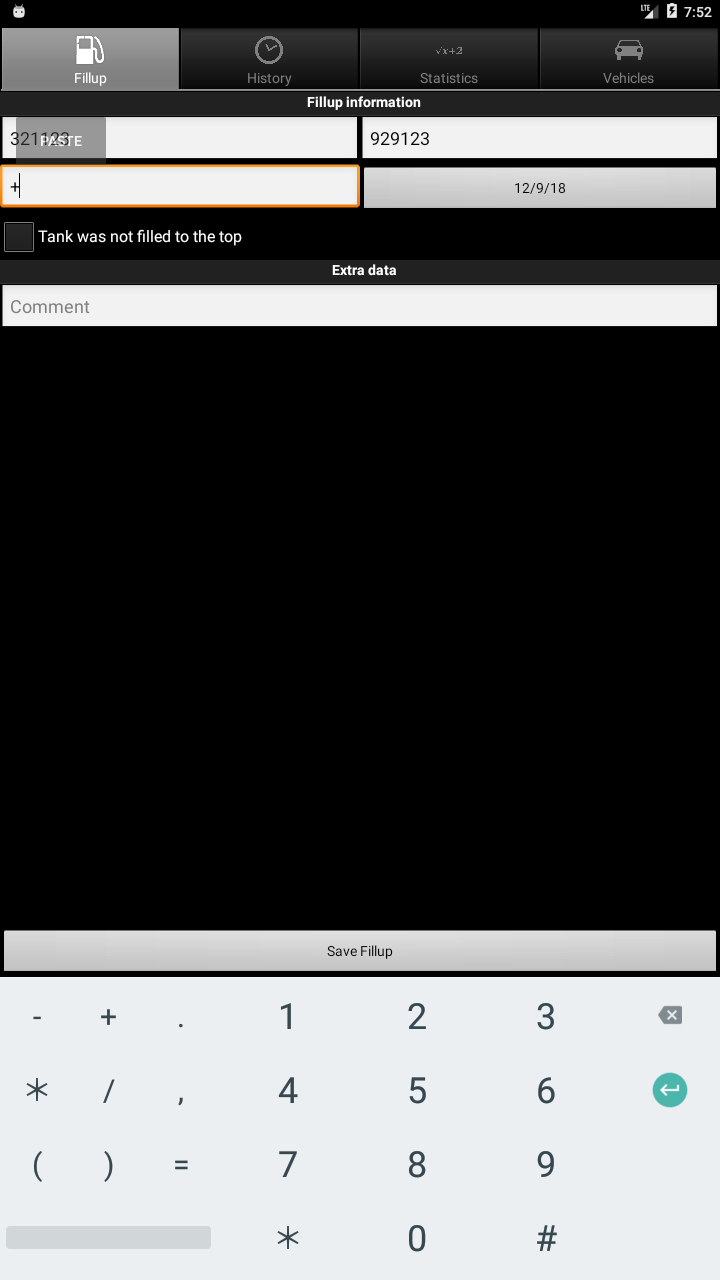 LTE 7:52
Fillup History √x+2 Statistics Vehicles
Fillup information
321123 PASTE 929123
+ 12/9/18
Tank was not filled to the top
Extra data
Comment
Save Fillup
- + . 1 2 3
* / , 4 5 6
( ) = 7 8 9
* 0 #